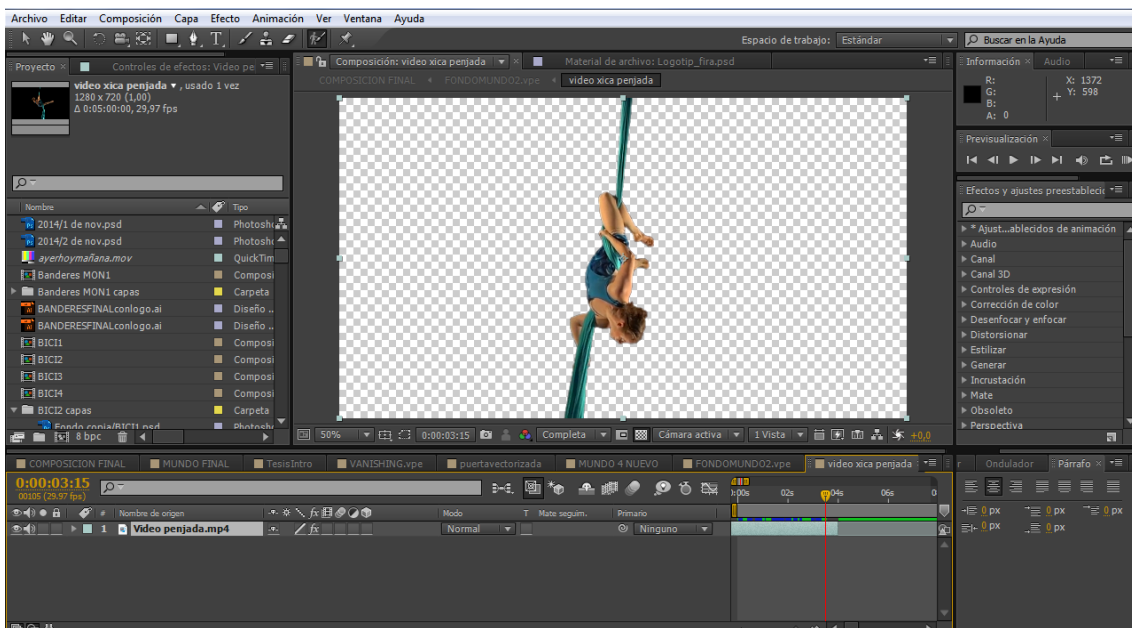 Archivo Editar Composición Capa Efecto Animación Ver Ventana Ayuda
Espacio de trabajo: Estándar
Buscar en la Ayuda
Proyecto × Controles de efectos: Video pe
video xica penjada ▾ , usado 1 vez
1280 x 720 (1,00)
Δ 0:05:00:00, 29,97 fps)
Nombre Tipo
2014/1 de nov.psd Photosh
2014/2 de nov.psd Photosh
ayerhoymañana.mov QuickTim
Banderes MON1 Composi
Banderes MON1 capas Carpeta
BANDERESFINALconlogo.ai Diseño ..
BANDERESFINALconlogo.ai Diseño ..
BICI1 Composi
BICI2 Composi
BICI3 Composi
BICI4 Composi
BICI2 capas Carpeta
Fondo copia/BICI1.psd Photosh
8 bpc
Composición: video xica penjada × Material de archivo: Logotip_fira.psd
COMPOSICION FINAL FONDOMUNDO2.vpe video xica penjada
50% 0:00:03:15 Completa Cámara activa 1 Vista +0,0
Información × Audio
R: X: 1372
G: Y: 598
B:
A: 0
Previsualización ×
Efectos y ajustes preestableci
* Ajust...ablecidos de animación
Audio
Canal
Canal 3D
Controles de expresión
Corrección de color
Desenfocar y enfocar
Distorsionar
Estilizar
Generar
Incrustación
Mate
Obsoleto
Perspectiva
COMPOSICION FINAL MUNDO FINAL TesisIntro VANISHING.vpe puertavectorizada MUNDO 4 NUEVO FONDOMUNDO2.vpe video xica penjada
0:00:03:15
00105 (29.97 fps)
):00s 02s 04s 06s 0
# Nombre de origen fx Modo T Mate seguim. Primario
1 Video penjada.mp4 fx Normal Ninguno
r Ondulador Párrafo ×
0 px 0 px 0 px
0 px 0 px